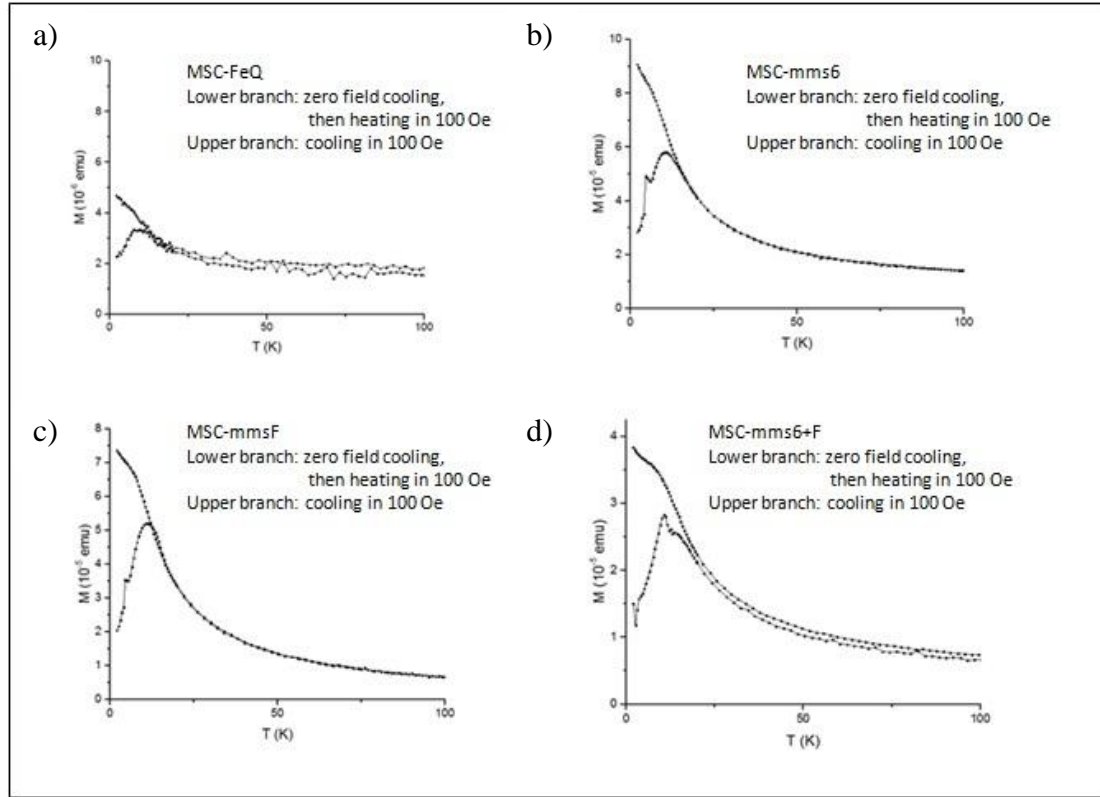 a)
MSC-FeQ
Lower branch: zero field cooling,
then heating in 100 Oe
Upper branch: cooling in 100 Oe
10
8
6
4
2
0
M (10⁻⁵ emu)
0
50
100
T (K)
b)
MSC-mms6
Lower branch: zero field cooling,
then heating in 100 Oe
Upper branch: cooling in 100 Oe
10
8
6
4
2
0
M (10⁻⁵ emu)
0
50
100
T (K)
c)
MSC-mmsF
Lower branch: zero field cooling,
then heating in 100 Oe
Upper branch: cooling in 100 Oe
8
7
6
5
4
3
2
1
0
M (10⁻⁵ emu)
0
50
100
T (K)
d)
MSC-mms6+F
Lower branch: zero field cooling,
then heating in 100 Oe
Upper branch: cooling in 100 Oe
4
3
2
1
0
M (10⁻⁵ emu)
0
50
100
T (K)